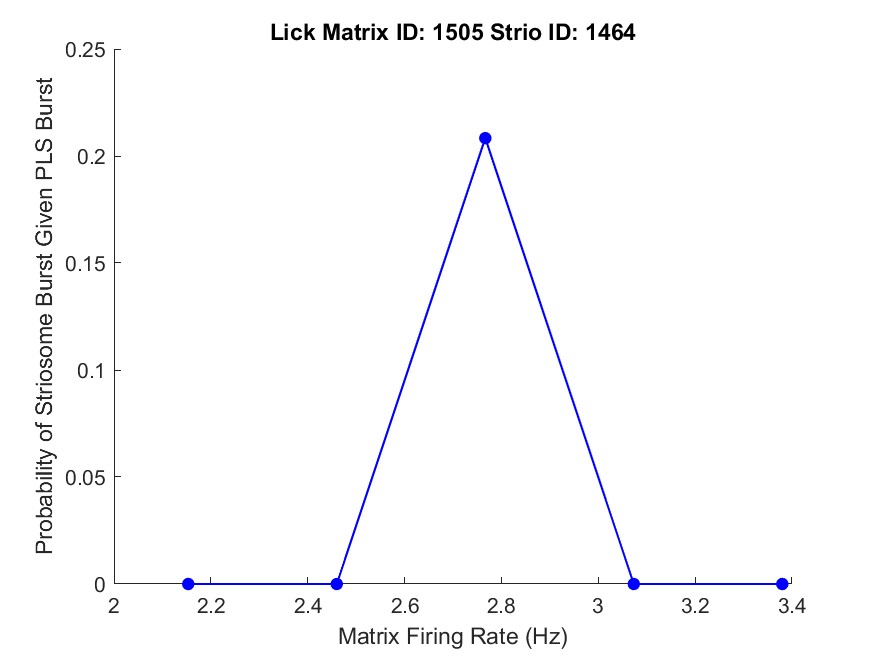 Lick Matrix ID: 1505 Strio ID: 1464
Probability of Striosome Burst Given PLS Burst
0.25
0.2
0.15
0.1
0.05
0
2 2.2 2.4 2.6 2.8 3 3.2 3.4
Matrix Firing Rate (Hz)